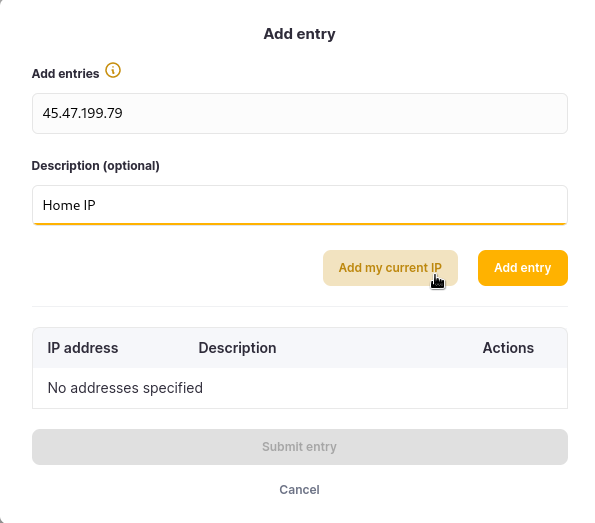 Add entry
Add entries
45.47.199.79
Description (optional)
Home IP
Add my current IP Add entry
IP address Description Actions
No addresses specified
Submit entry
Cancel